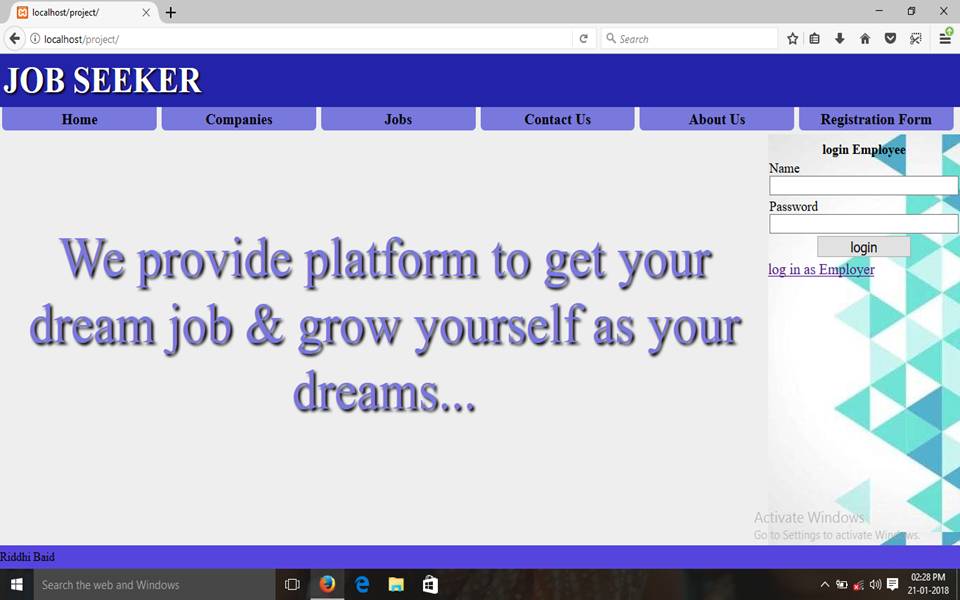 localhost/project/
localhost/project/
Search
JOB SEEKER
Home
Companies
Jobs
Contact Us
About Us
Registration Form
login Employee
Name
Password
login
log in as Employer
We provide platform to get your
dream job & grow yourself as your
dreams...
Activate Windows
Go to Settings to activate Windows.
Riddhi Baid
Search the web and Windows
02:28 PM
21-01-2018